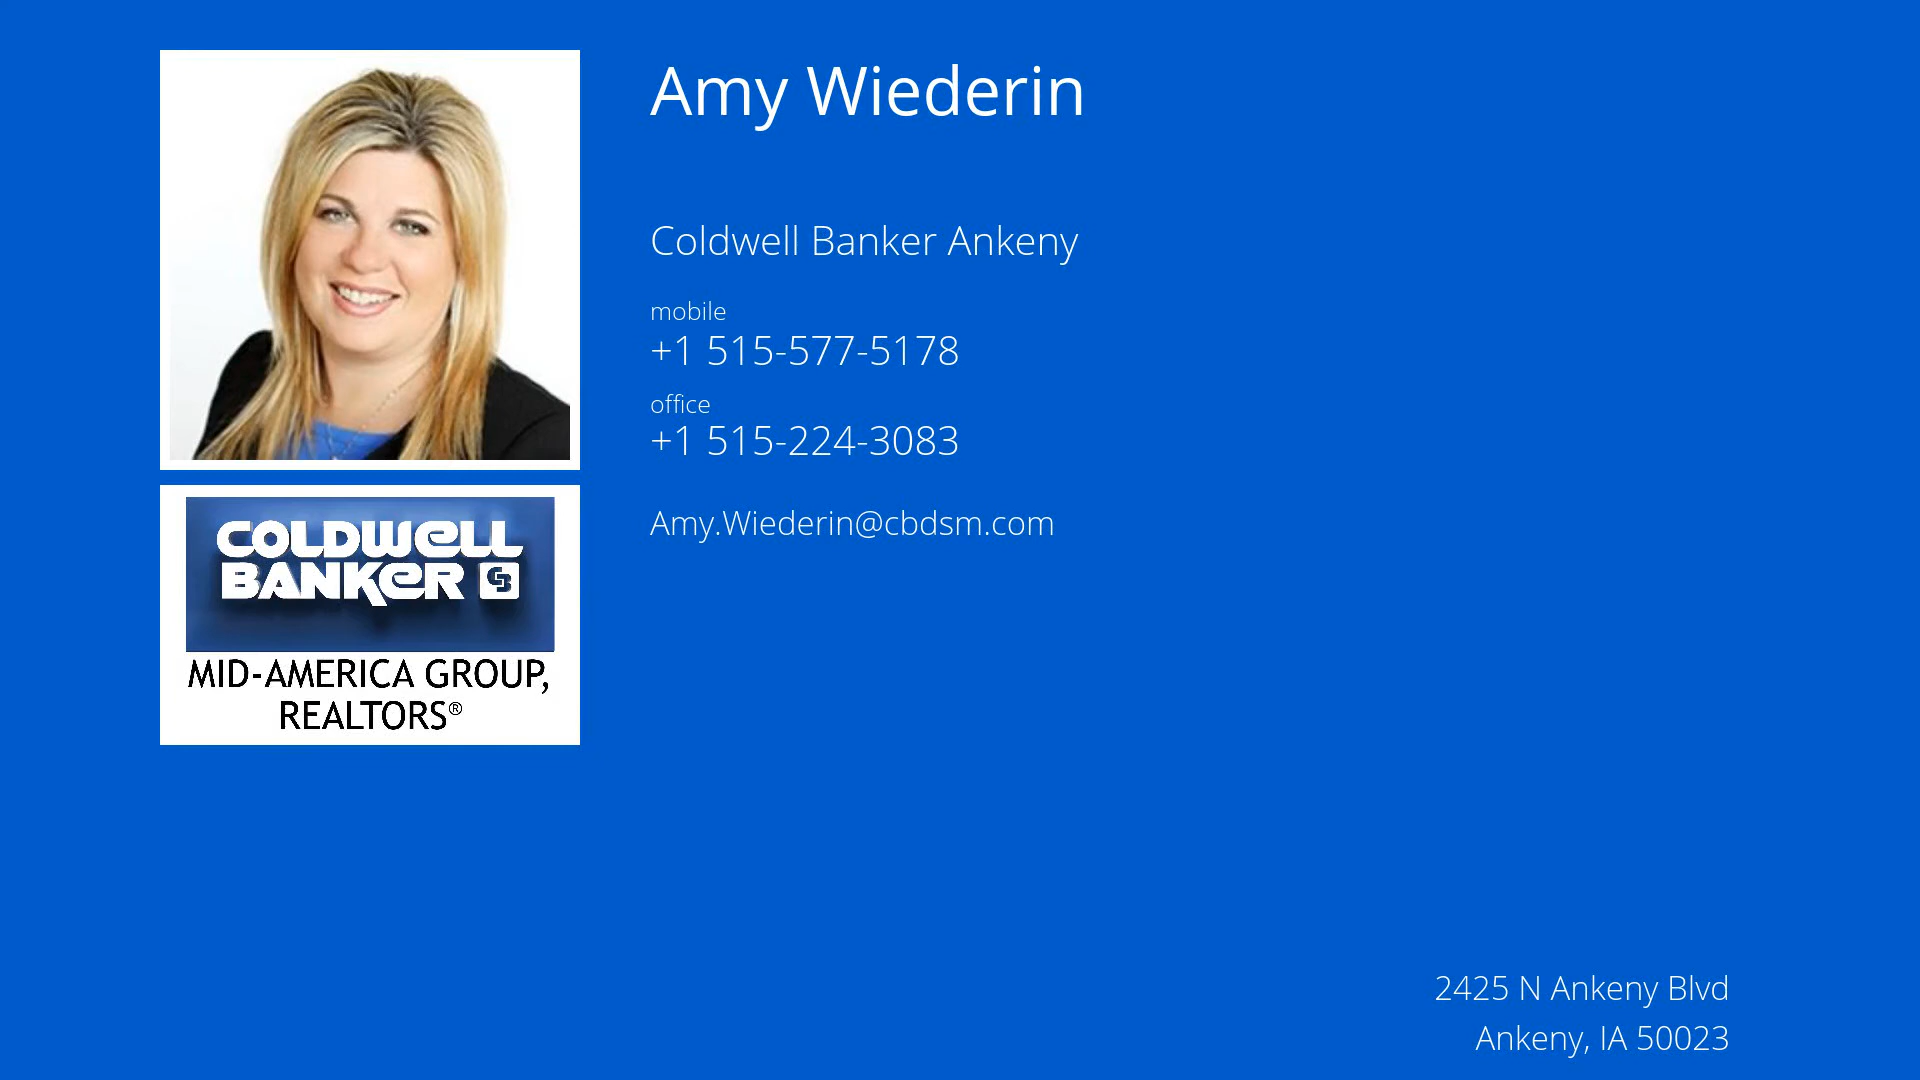 Amy Wiederin
Coldwell Banker Ankeny
mobile
+1 515-577-5178
office
+1 515-224-3083
Amy.Wiederin@cbdsm.com
COLDWELL
BANKER CB
MID-AMERICA GROUP,
REALTORS®
2425 N Ankeny Blvd
Ankeny, IA 50023